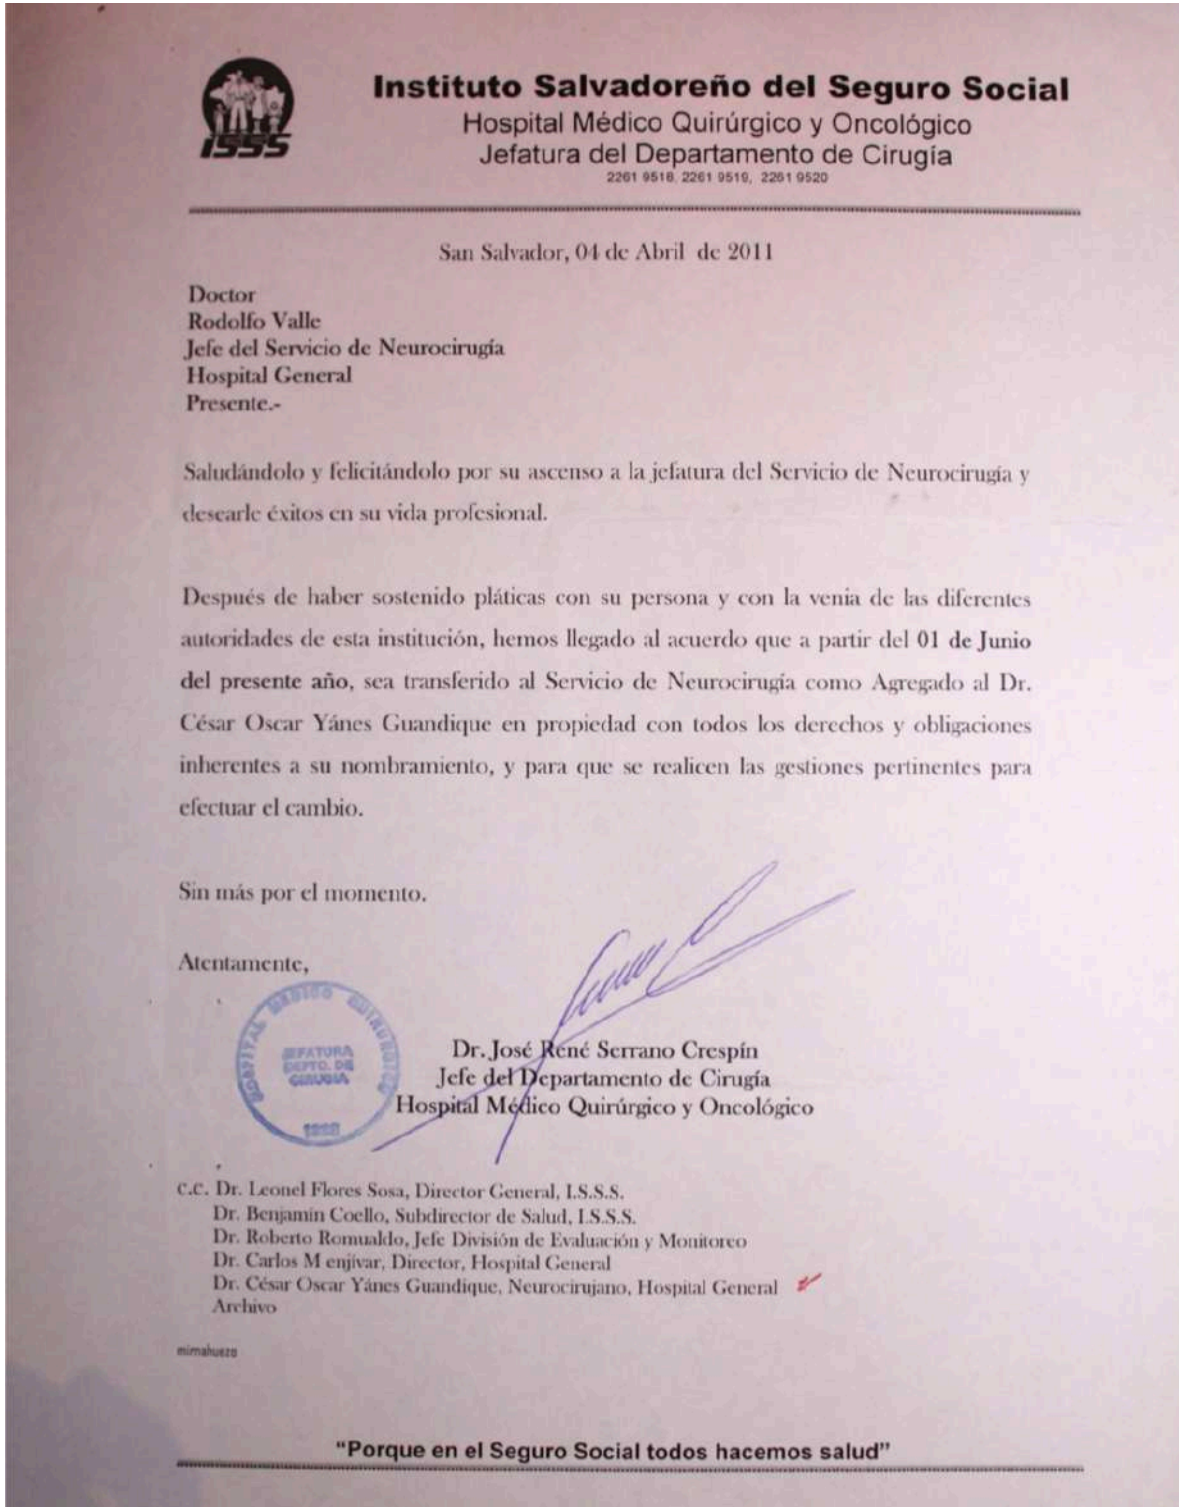 ISSS
Instituto Salvadoreño del Seguro Social
Hospital Médico Quirúrgico y Oncológico
Jefatura del Departamento de Cirugía
2261 9518, 2261 9519, 2261 9520
San Salvador, 04 de Abril de 2011
Doctor
Rodolfo Valle
Jefe del Servicio de Neurocirugía
Hospital General
Presente.-
Saludándolo y felicitándolo por su ascenso a la jefatura del Servicio de Neurocirugía y
desearle éxitos en su vida profesional.
Después de haber sostenido pláticas con su persona y con la venia de las diferentes
autoridades de esta institución, hemos llegado al acuerdo que a partir del 01 de Junio
del presente año, sea transferido al Servicio de Neurocirugía como Agregado al Dr.
César Oscar Yánes Guandique en propiedad con todos los derechos y obligaciones
inherentes a su nombramiento, y para que se realicen las gestiones pertinentes para
efectuar el cambio.
Sin más por el momento.
Atentamente,
HOSPITAL MEDICO QUIRURGICO
JEFATURA
DEPTO. DE
CIRUGIA
1998
Dr. José René Serrano Crespín
Jefe del Departamento de Cirugía
Hospital Médico Quirúrgico y Oncológico
c.c. Dr. Leonel Flores Sosa, Director General, I.S.S.S.
Dr. Benjamín Coello, Subdirector de Salud, I.S.S.S.
Dr. Roberto Romualdo, Jefe División de Evaluación y Monitoreo
Dr. Carlos M enjívar, Director, Hospital General
Dr. César Oscar Yánes Guandique, Neurocirujano, Hospital General
Archivo
mirnahuezo
"Porque en el Seguro Social todos hacemos salud"